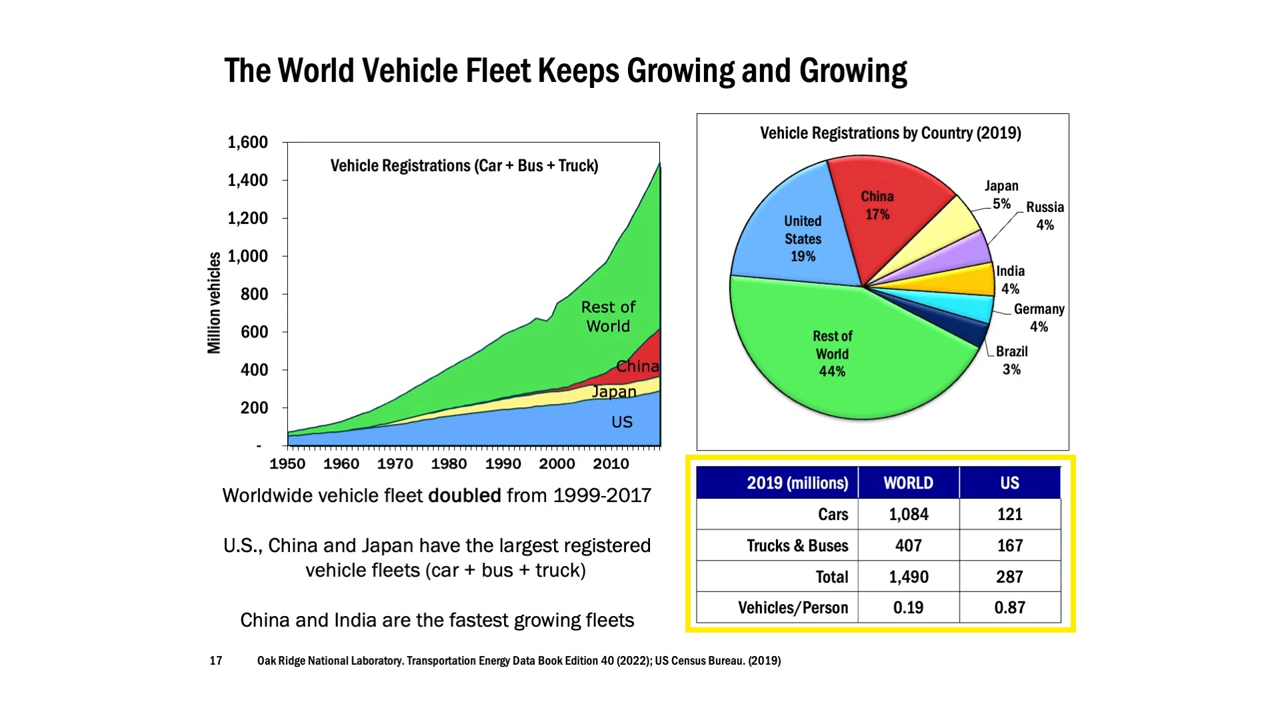 The World Vehicle Fleet Keeps Growing and Growing
Vehicle Registrations (Car + Bus + Truck)
Million vehicles
1,600
1,400
1,200
1,000
800
600
400
200
-
1950 1960 1970 1980 1990 2000 2010
Rest of
World
China
Japan
US
Worldwide vehicle fleet doubled from 1999-2017
U.S., China and Japan have the largest registered
vehicle fleets (car + bus + truck)
China and India are the fastest growing fleets
Vehicle Registrations by Country (2019)
China
17%
Japan
5%
Russia
4%
India
4%
Germany
4%
Brazil
3%
Rest of
World
44%
United
States
19%
2019 (millions) WORLD US
Cars 1,084 121
Trucks & Buses 407 167
Total 1,490 287
Vehicles/Person 0.19 0.87
17 Oak Ridge National Laboratory. Transportation Energy Data Book Edition 40 (2022); US Census Bureau. (2019)